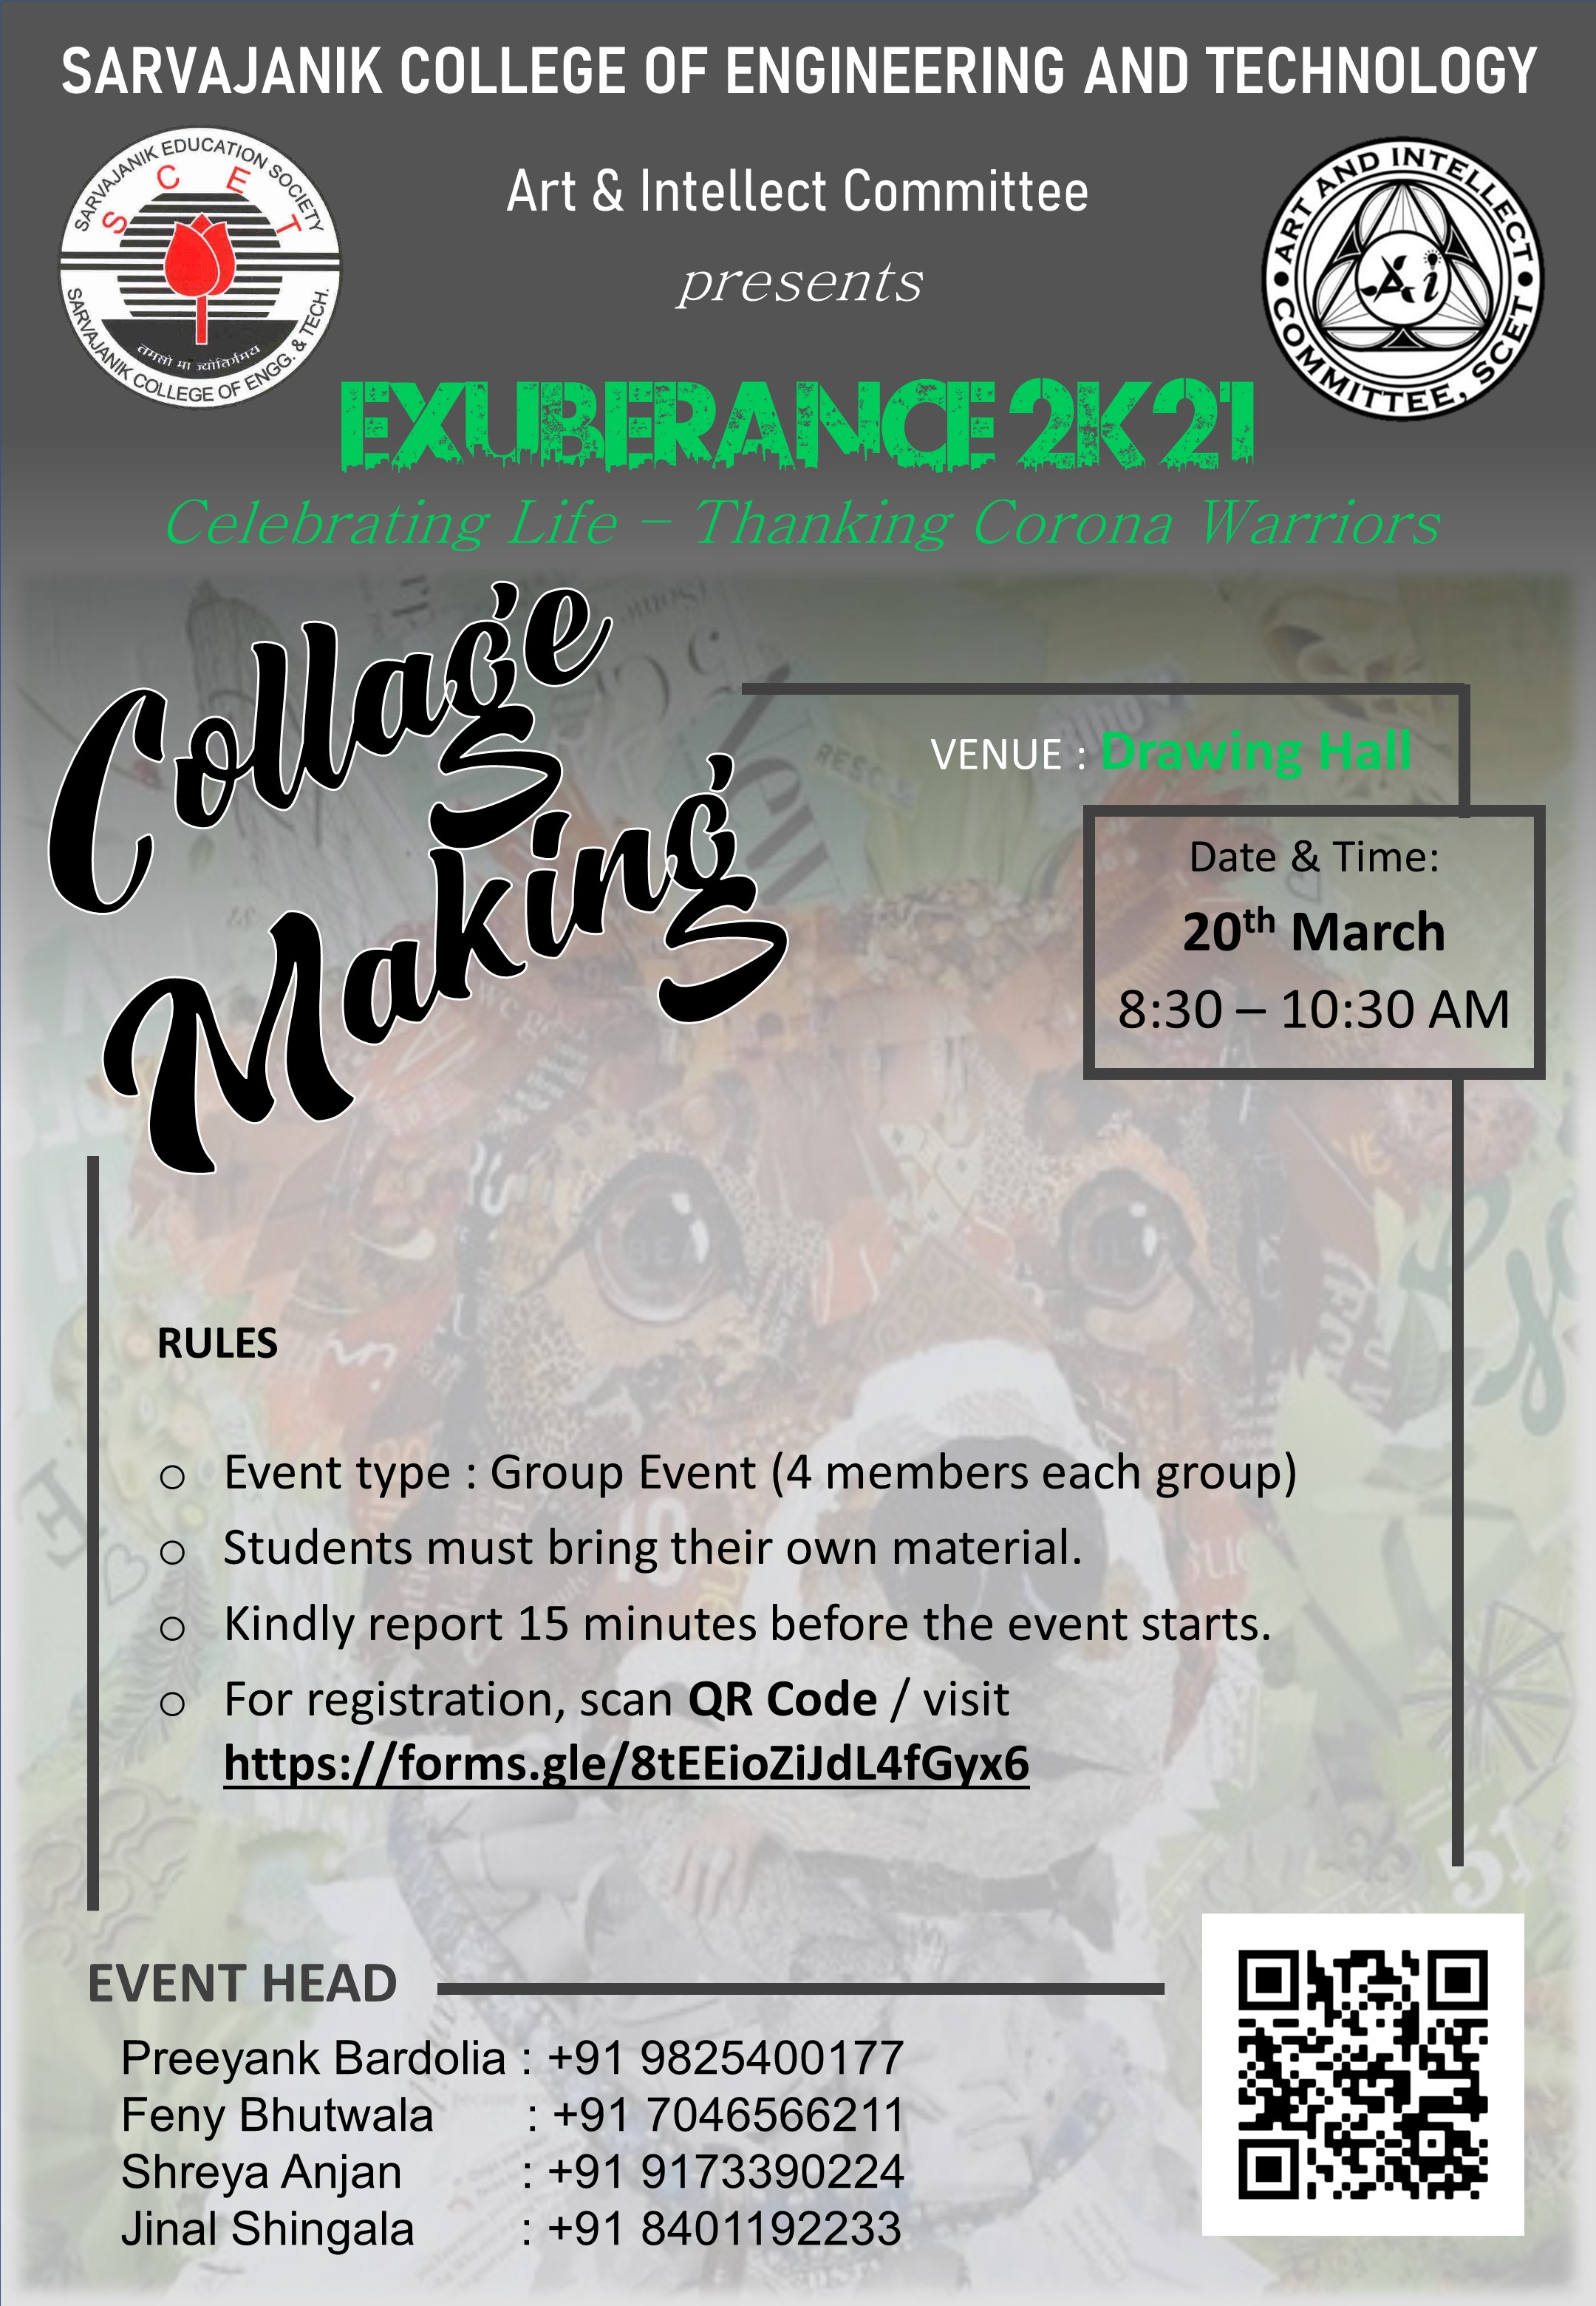 SARVAJANIK COLLEGE OF ENGINEERING AND TECHNOLOGY
SARVAJANIK EDUCATION SOCIETY
S C E T
तमसो मा ज्योतिर्गमय
SARVAJANIK COLLEGE OF ENGG. & TECH.
Art & Intellect Committee
presents
• ART AND INTELLECT •
Ai
COMMITTEE, SCET
EXUBERANCE 2K21
Celebrating Life – Thanking Corona Warriors
Collage
Making
VENUE : Drawing Hall
Date & Time:
20th March
8:30 – 10:30 AM
RULES
o Event type : Group Event (4 members each group)
o Students must bring their own material.
o Kindly report 15 minutes before the event starts.
o For registration, scan QR Code / visit
https://forms.gle/8tEEioZiJdL4fGyx6
EVENT HEAD
Preeyank Bardolia : +91 9825400177
Feny Bhutwala : +91 7046566211
Shreya Anjan : +91 9173390224
Jinal Shingala : +91 8401192233